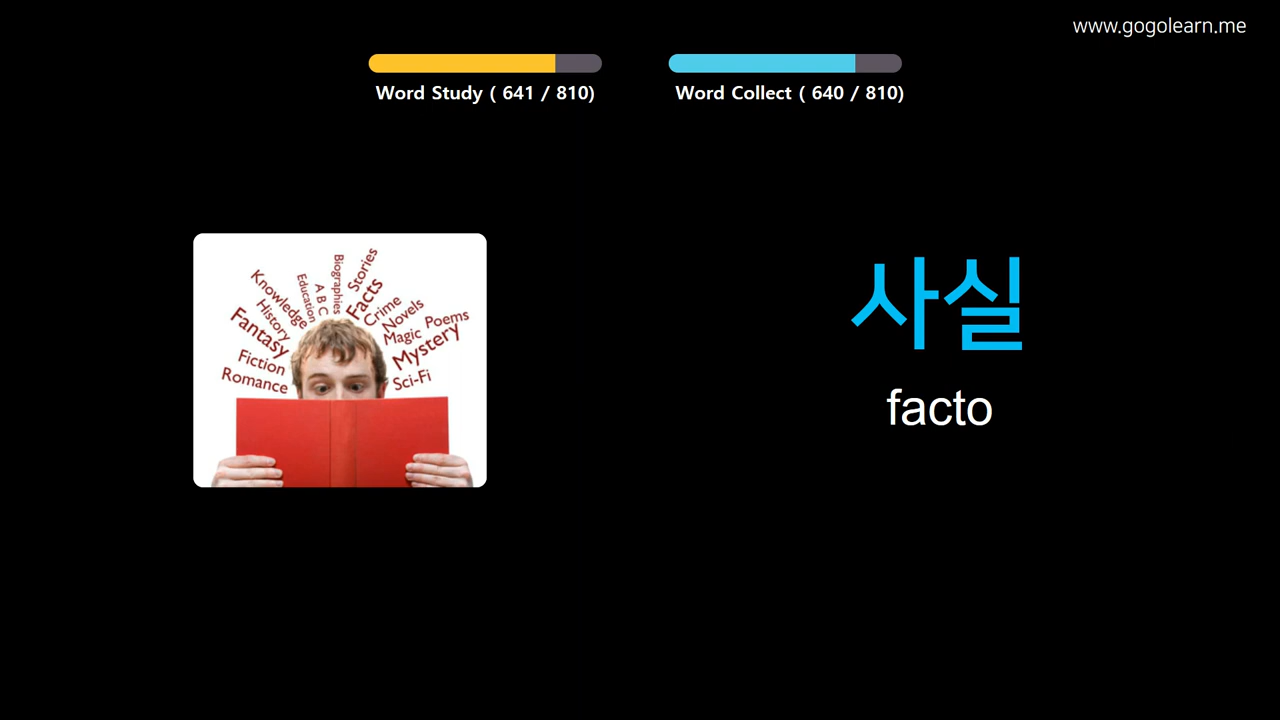 www.gogolearn.me
Word Study ( 641 / 810)
Word Collect ( 640 / 810)
Knowledge
History
Fantasy
Fiction
Romance
Education
A B C
Biographies
Stories
Facts
Crime
Novels
Magic
Poems
Mystery
Sci-Fi
사실
facto